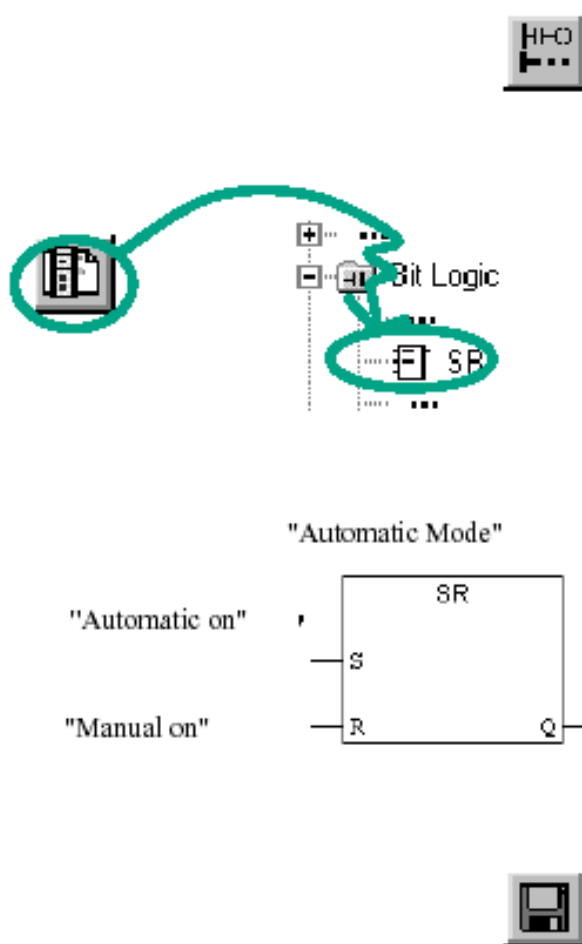 Bit Logic
SR
"Automatic Mode"
SR
"Automatic on"
S
"Manual on"
R
Q